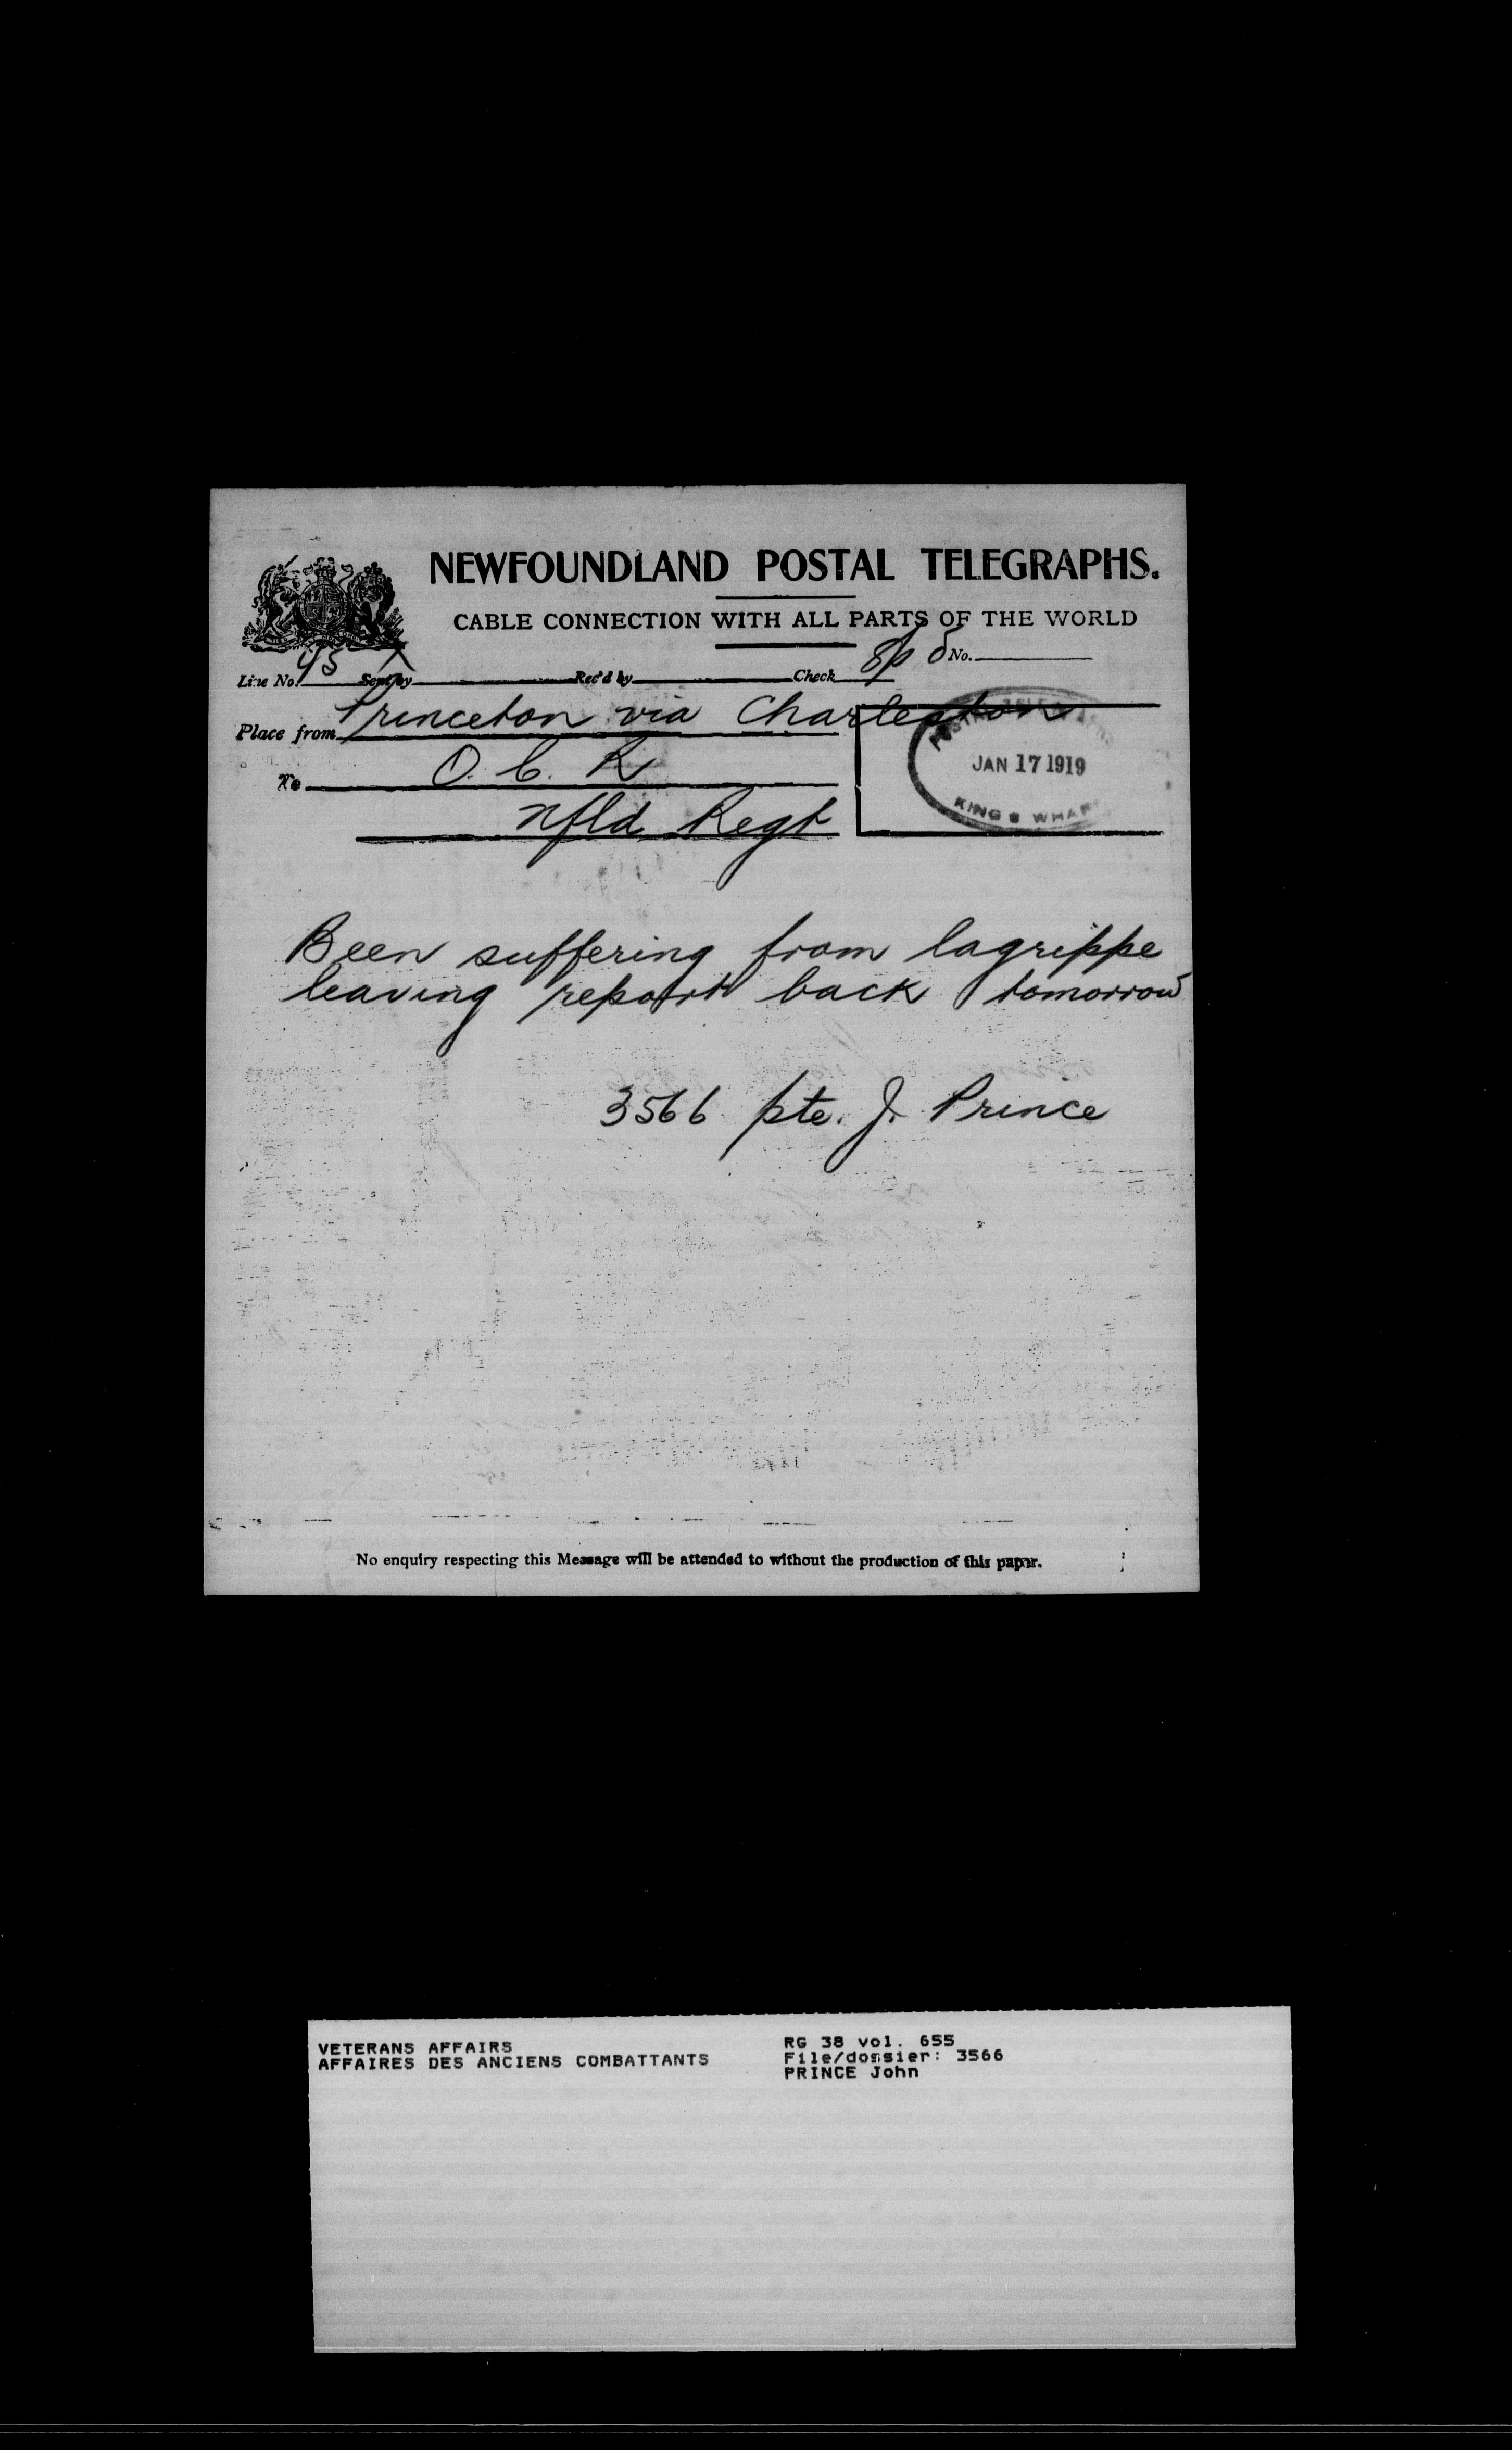 NEWFOUNDLAND POSTAL TELEGRAPHS.
CABLE CONNECTION WITH ALL PARTS OF THE WORLD
Line No. 45 Sent by Rec'd by Check No.
Place from Princeton via Charleston
To O. C. R
Nfld Regt
JAN 17 1919
KING S WHARF
Been suffering from lagrippe
leaving report back tomorrow
3566 pte. J. Prince
No enquiry respecting this Message will be attended to without the production of this paper.
VETERANS AFFAIRS
AFFAIRES DES ANCIENS COMBATTANTS
RG 38 vol. 655
File/dossier: 3566
PRINCE John